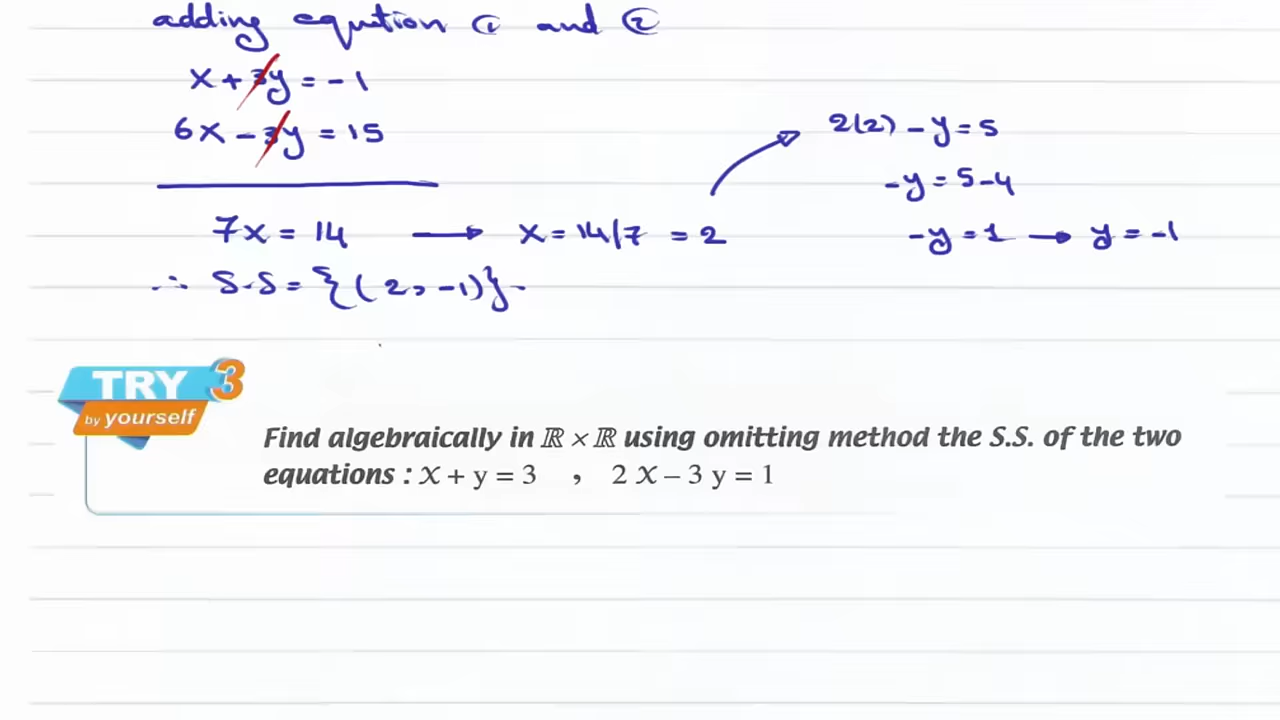 adding equation ① and ②
x + 3y = -1
6x - 3y = 15
7x = 14 → x = 14/7 = 2
2(2) - y = 5
-y = 5-4
-y = 1 → y = -1
∴ S.S = {(2, -1)}.
TRY 3
by yourself
Find algebraically in ℝ × ℝ using omitting method the S.S. of the two
equations : X + y = 3 , 2 X – 3 y = 1